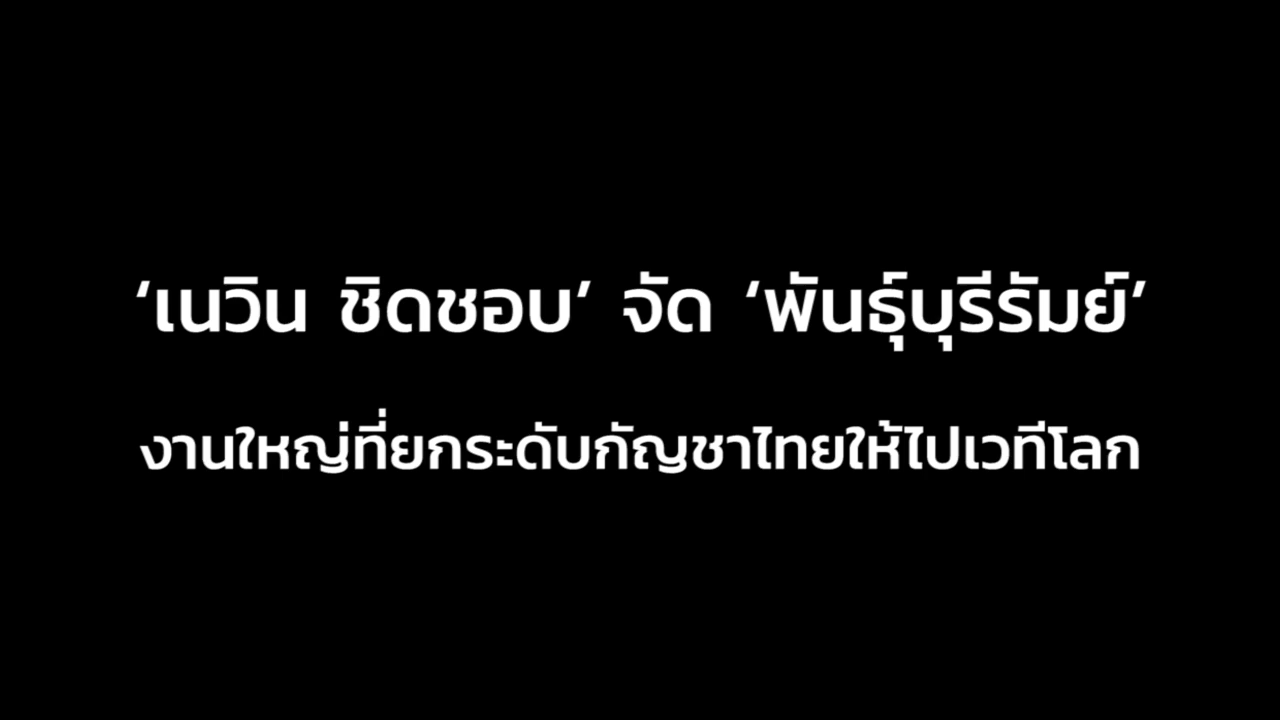 ‘เนวิน ชิดชอบ’ จัด ‘พันธุ์บุรีรัมย์’
งานใหญ่ที่ยกระดับกัญชาไทยให้ไปเวทีโลก